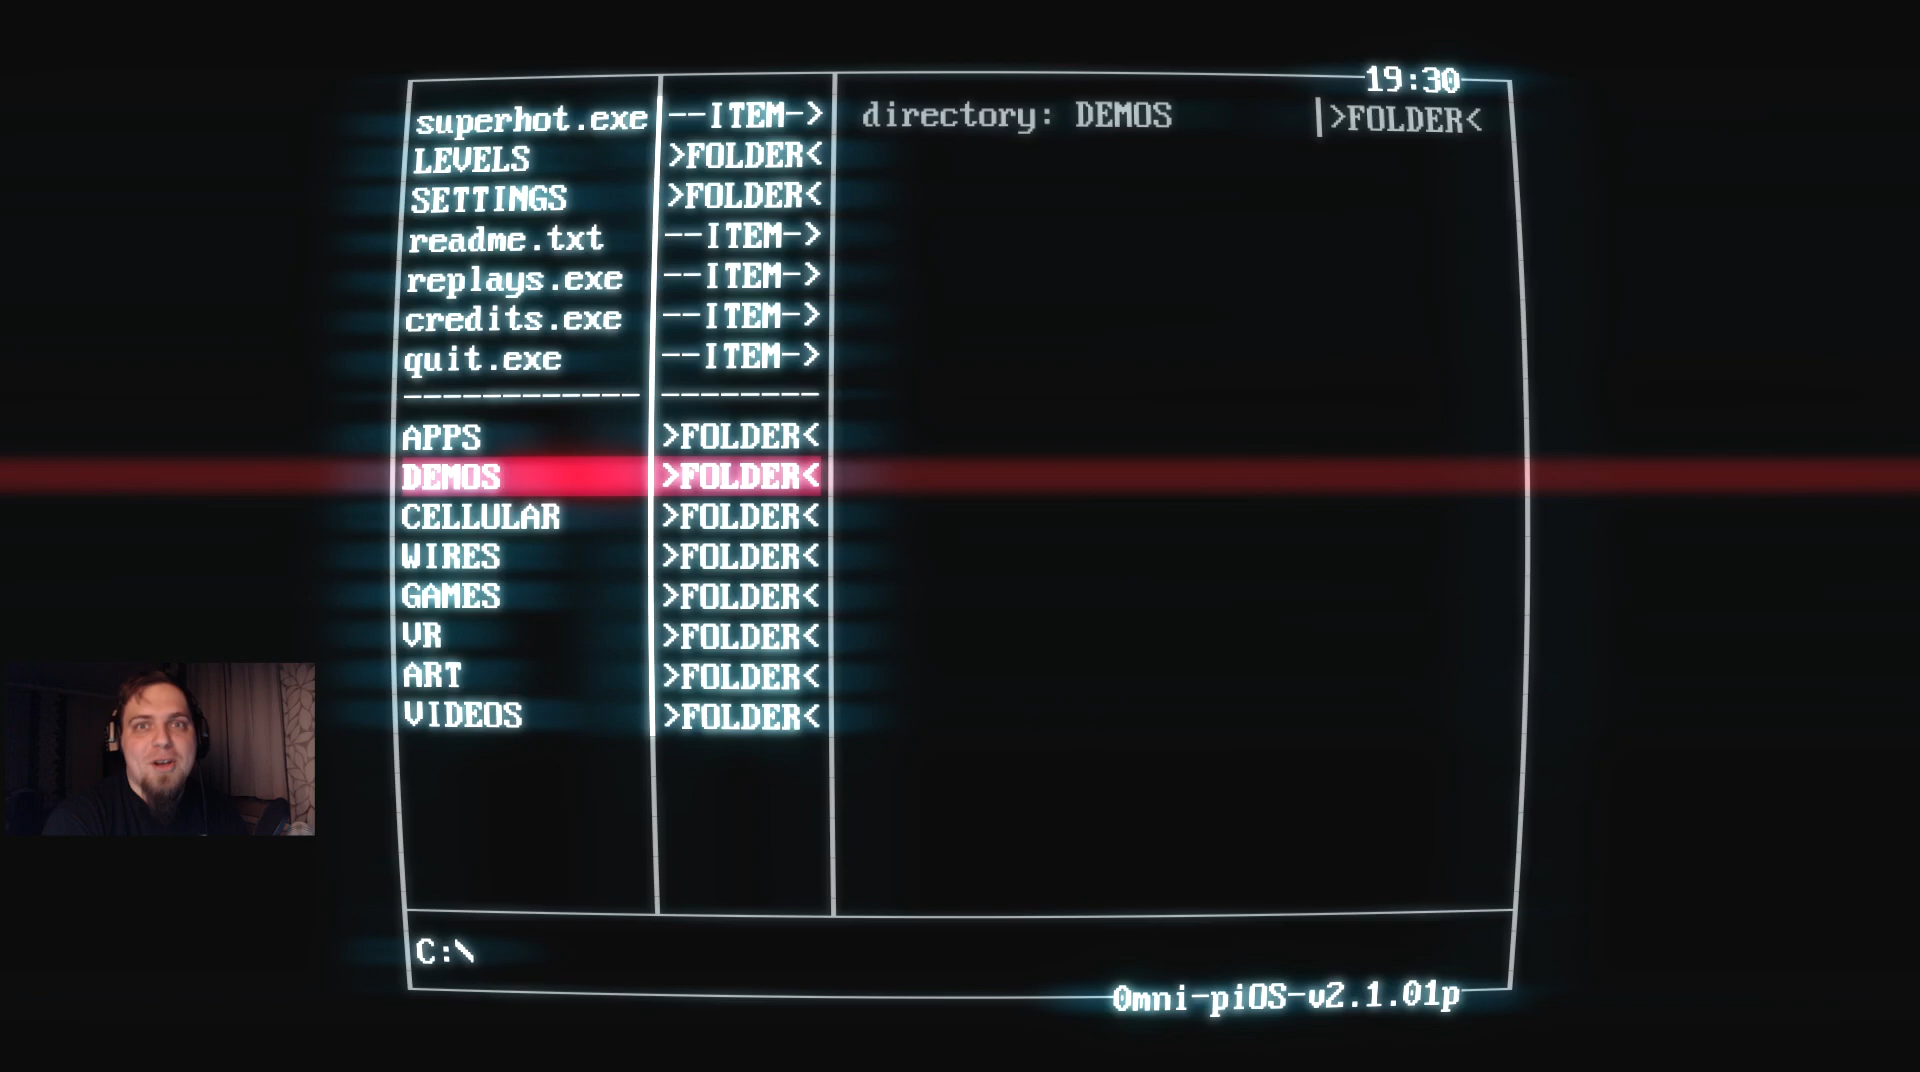 19:30
superhot.exe --ITEM-> directory: DEMOS |>FOLDER<
LEVELS >FOLDER<
SETTINGS >FOLDER<
readme.txt --ITEM->
replays.exe --ITEM->
credits.exe --ITEM->
quit.exe --ITEM->
------------ --------
APPS >FOLDER<
DEMOS >FOLDER<
CELLULAR >FOLDER<
WIRES >FOLDER<
GAMES >FOLDER<
VR >FOLDER<
ART >FOLDER<
VIDEOS >FOLDER<
C:\
0mni-piOS-v2.1.01p